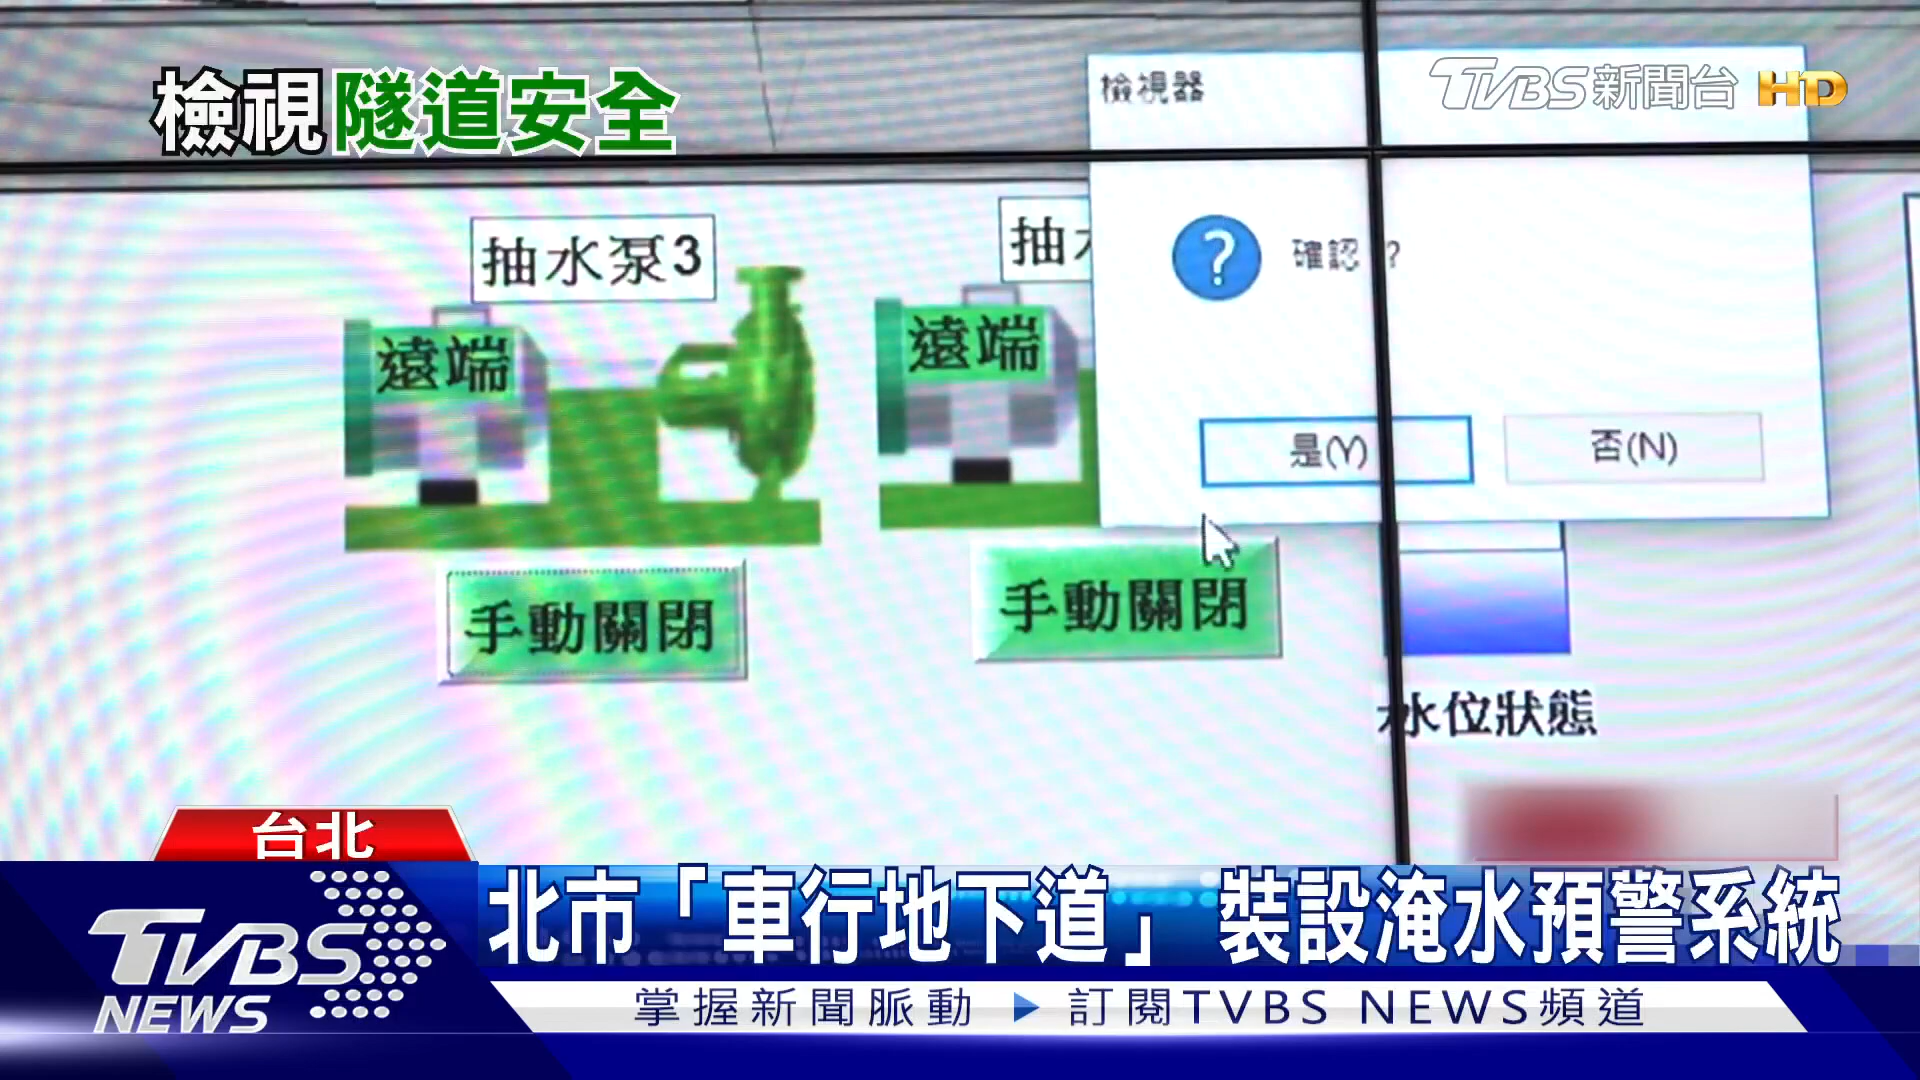 檢視隧道安全
TVBS新聞台 HD
檢視器
確認?
是(Y)
否(N)
抽水泵3
抽
遠端
遠端
手動關閉
手動關閉
水位狀態
台北
北市「車行地下道」裝設淹水預警系統
TVBS
NEWS
掌握新聞脈動 ▶ 訂閱TVBS NEWS頻道